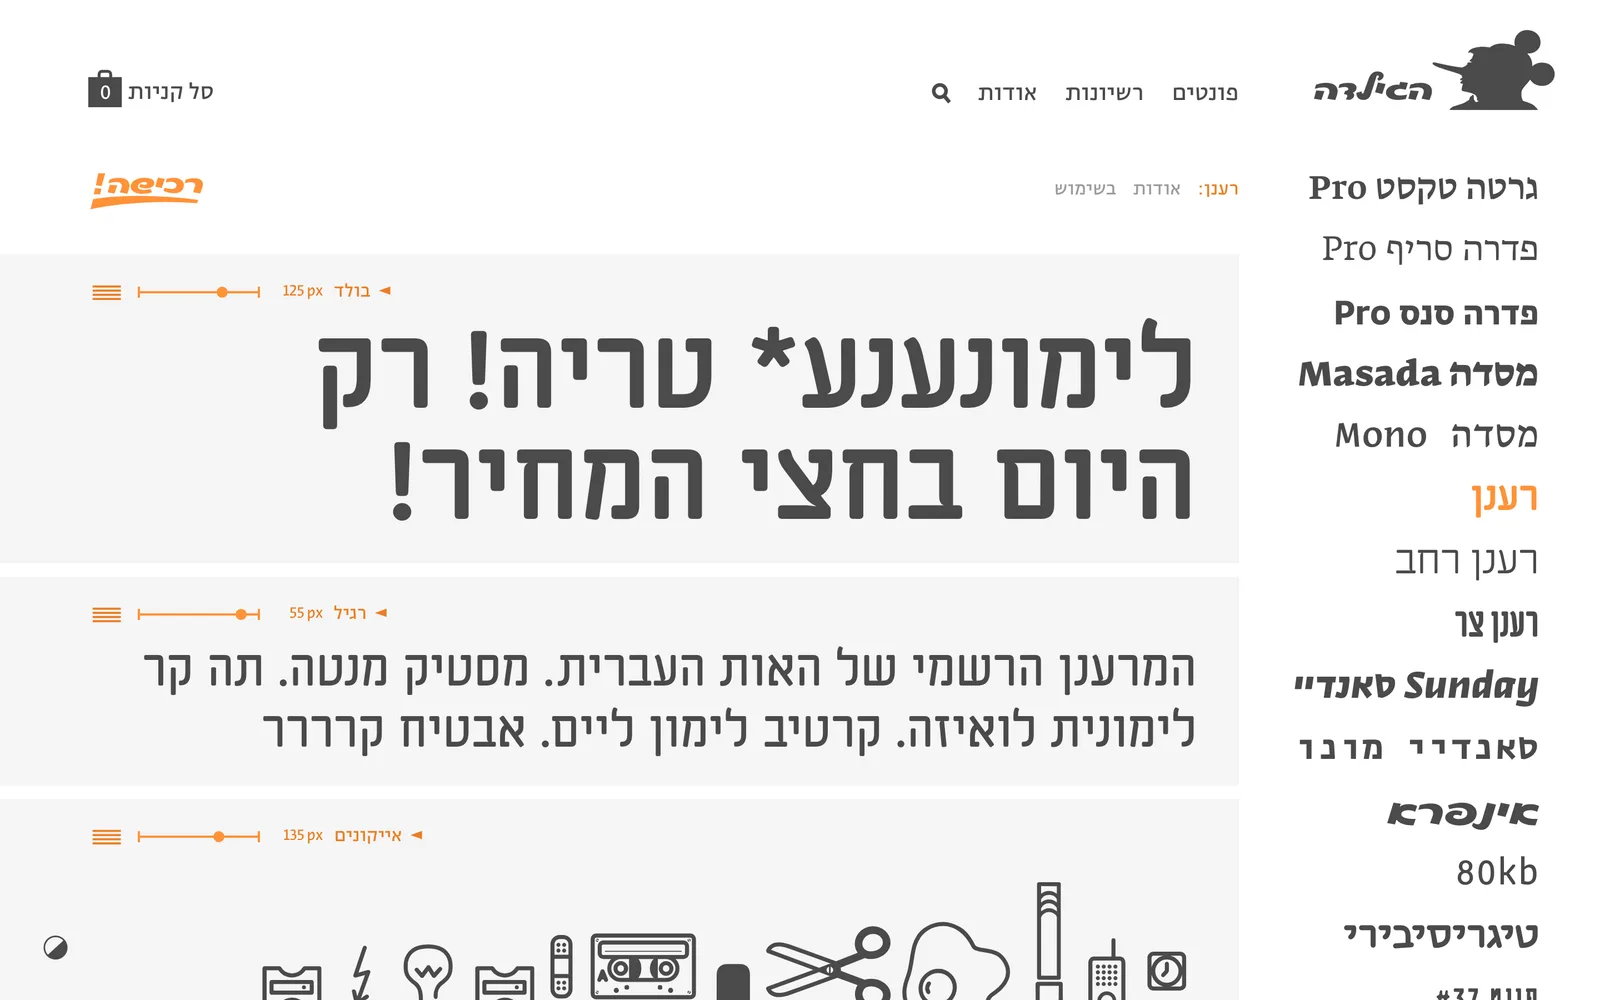 הגילדה
פונטים רשיונות אודות
סל קניות 0
רענן: אודות בשימוש
רכישה!
גרטה טקסט Pro
פדרה סריף Pro
פדרה סנס Pro
מסדה Masada
מסדה Mono
רענן
רענן רחב
רענן צר
Sunday סאנדיי
סאנדיי מונו
אינפרא
80kb
טיגריסיבירי
בולד 125 px
לימונענע* טריה! רק
היום בחצי המחיר!
רגיל 55 px
המרענן הרשמי של האות העברית. מסטיק מנטה. תה קר
לימונית לואיזה. קרטיב לימון ליים. אבטיח קרררר
אייקונים 135 px